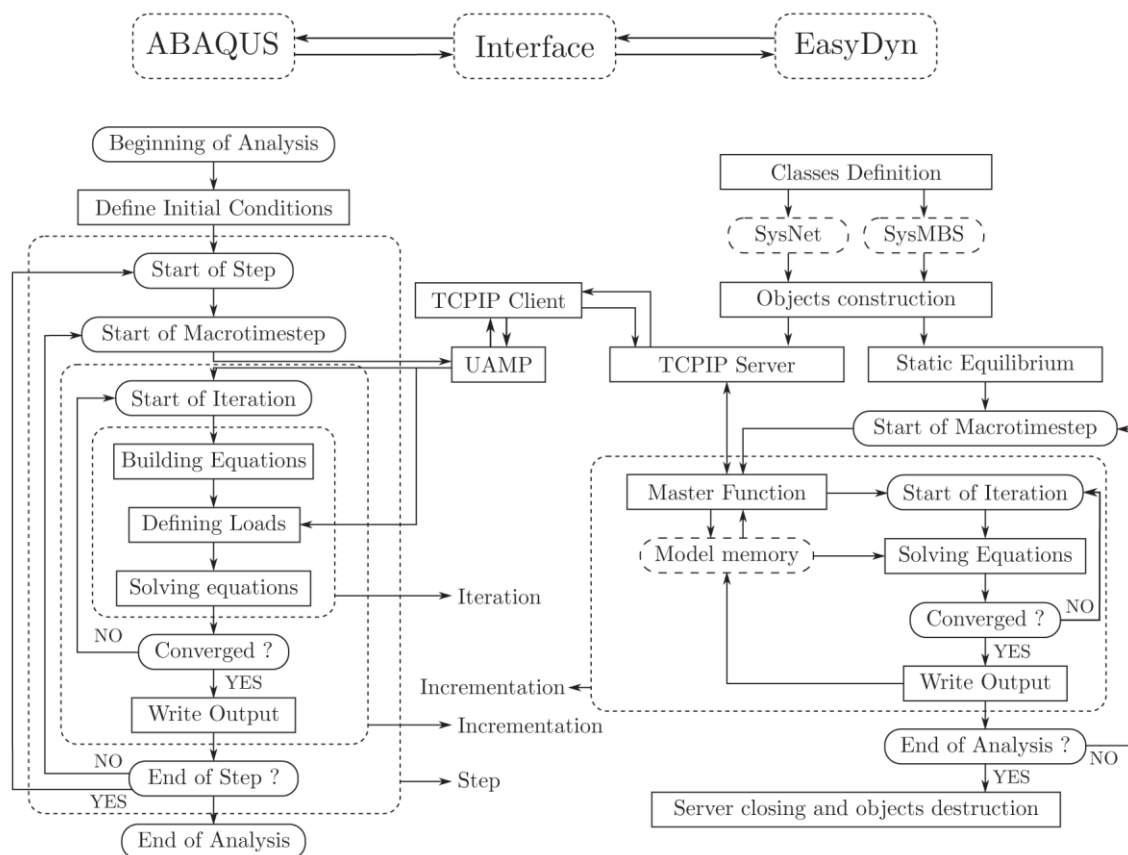 ABAQUS
Interface
EasyDyn
Beginning of Analysis
Define Initial Conditions
Start of Step
Start of Macrotimestep
Start of Iteration
Building Equations
Defining Loads
Solving equations
Iteration
NO
Converged ?
YES
Write Output
Incrementation
NO
End of Step ?
Step
YES
End of Analysis
TCPIP Client
UAMP
Classes Definition
SysNet
SysMBS
Objects construction
TCPIP Server
Static Equilibrium
Start of Macrotimestep
Master Function
Start of Iteration
Model memory
Solving Equations
Converged ?
NO
YES
Incrementation
Write Output
End of Analysis ?
NO
YES
Server closing and objects destruction